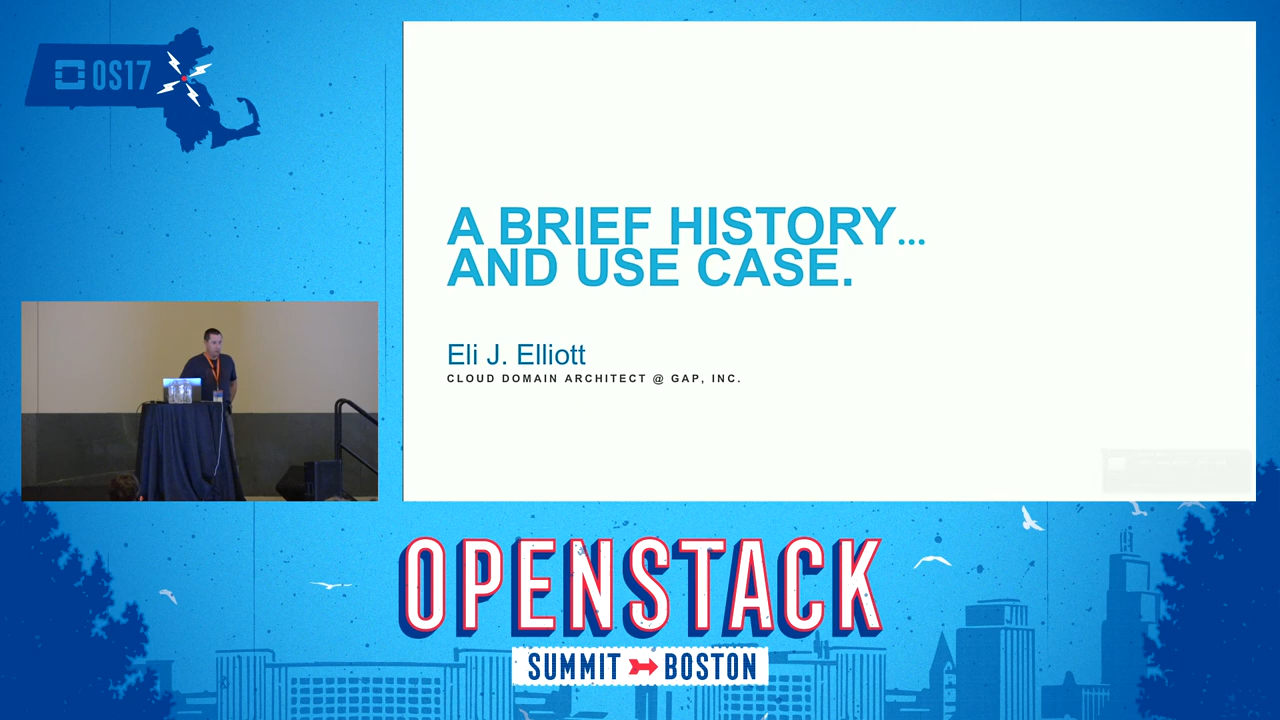 OS17
A BRIEF HISTORY...
AND USE CASE.
Eli J. Elliott
CLOUD DOMAIN ARCHITECT @ GAP, INC.
OPENSTACK
SUMMIT BOSTON